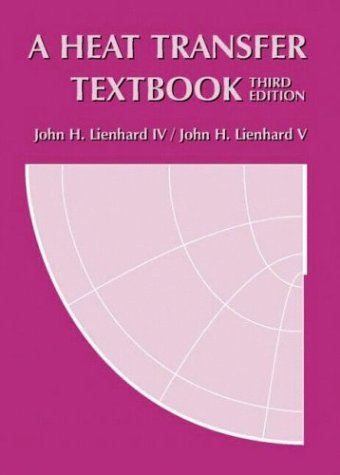 A HEAT TRANSFER
TEXTBOOK THIRD EDITION
John H. Lienhard IV / John H. Lienhard V